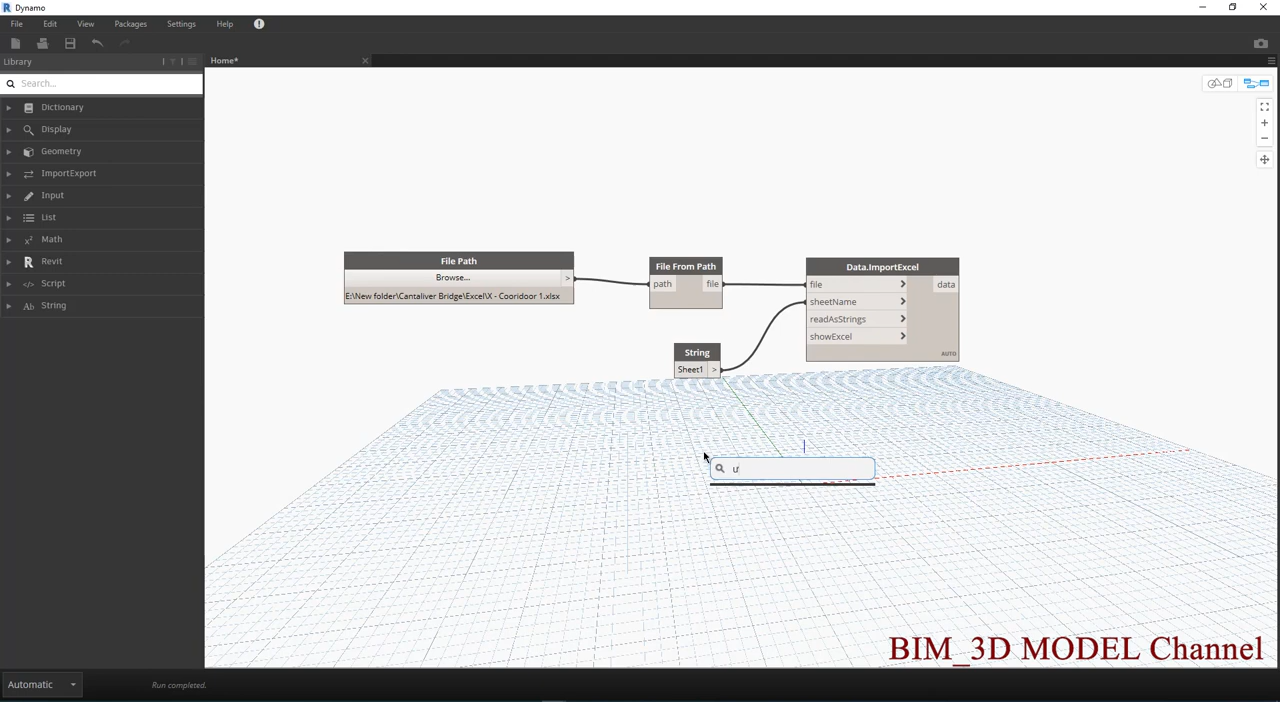 Dynamo
File Edit View Packages Settings Help
Library
Home*
Search...
Dictionary
Display
Geometry
ImportExport
Input
List
Math
Revit
Script
String
File Path
Browse... >
E:\New folder\Cantaliver Bridge\Excel\X - Cooridoor 1.xlsx
File From Path
path file
Data.ImportExcel
file > data
sheetName >
readAsStrings >
showExcel >
AUTO
String
Sheet1 >
u
BIM_3D MODEL Channel
Automatic
Run completed.